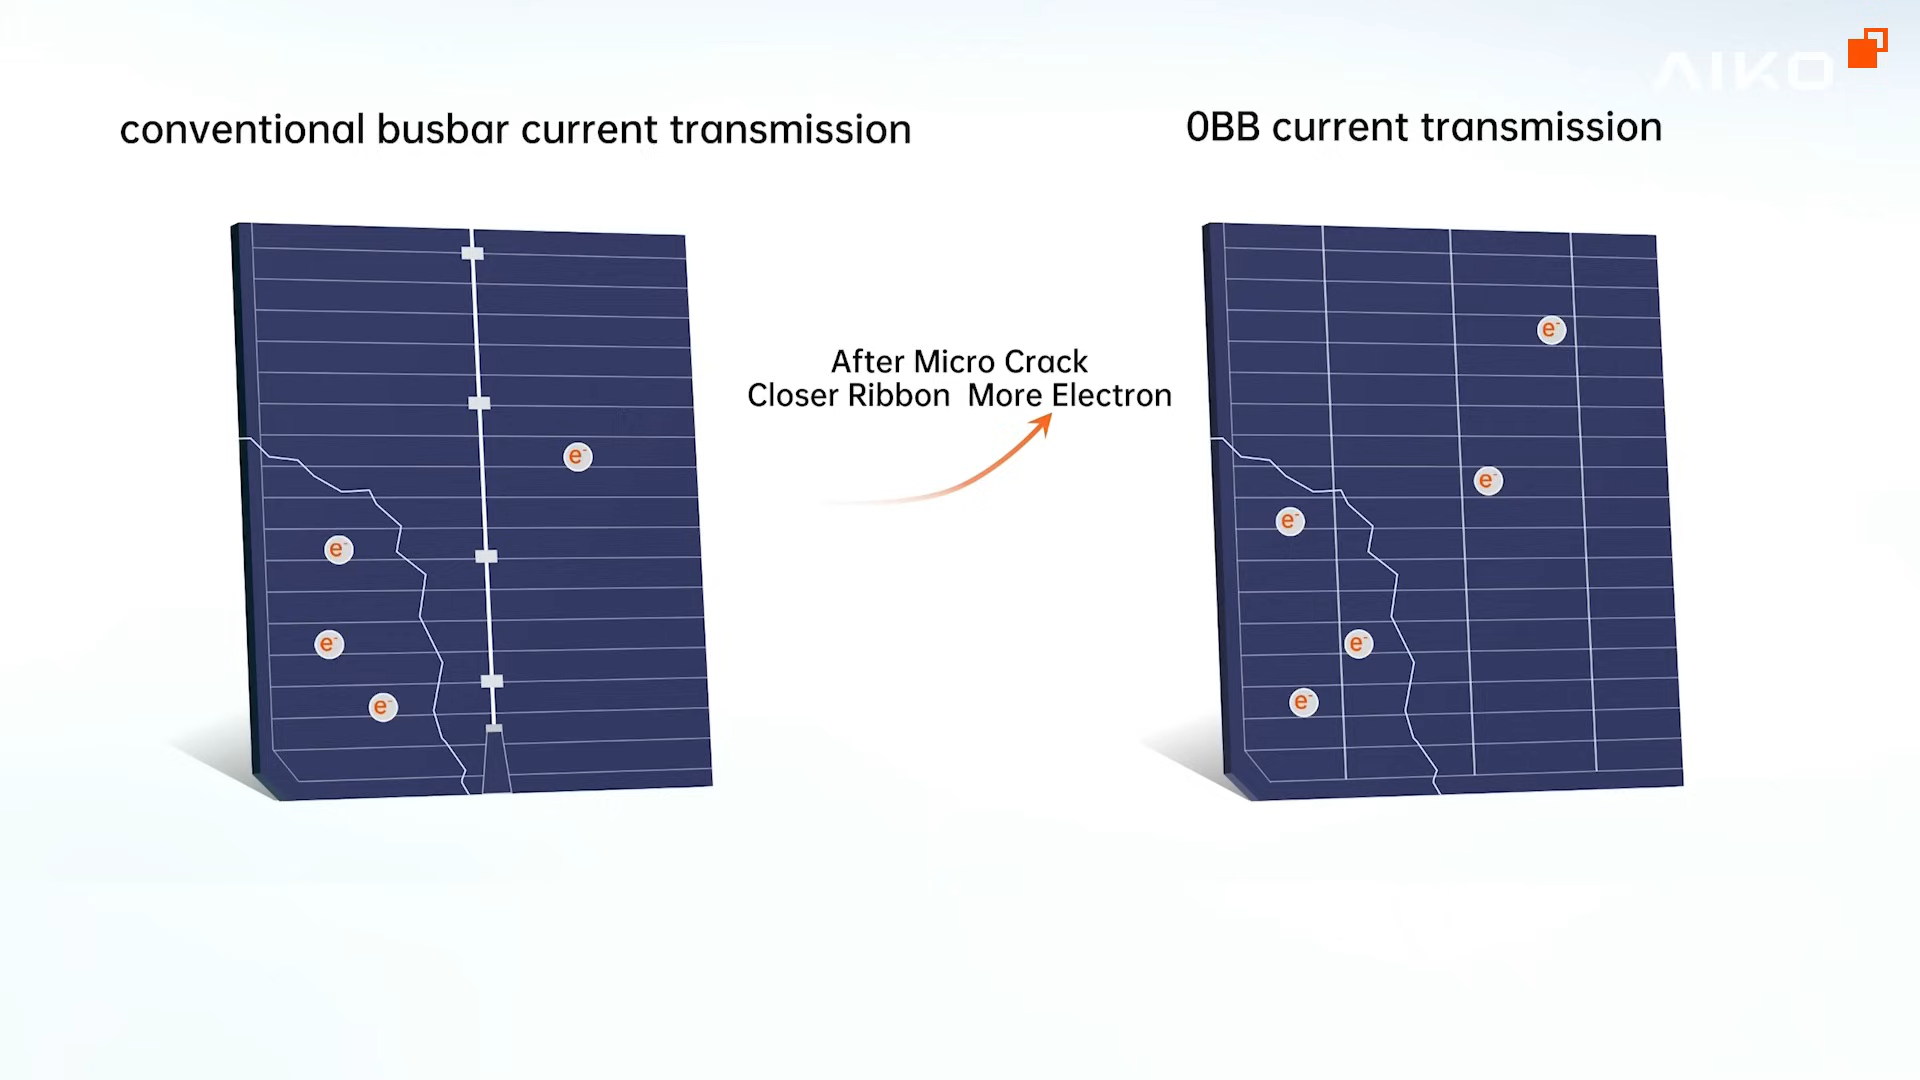 AIKO
conventional busbar current transmission
0BB current transmission
After Micro Crack
Closer Ribbon More Electron
e-
e-
e-
e-
e-
e-
e-
e-
e-